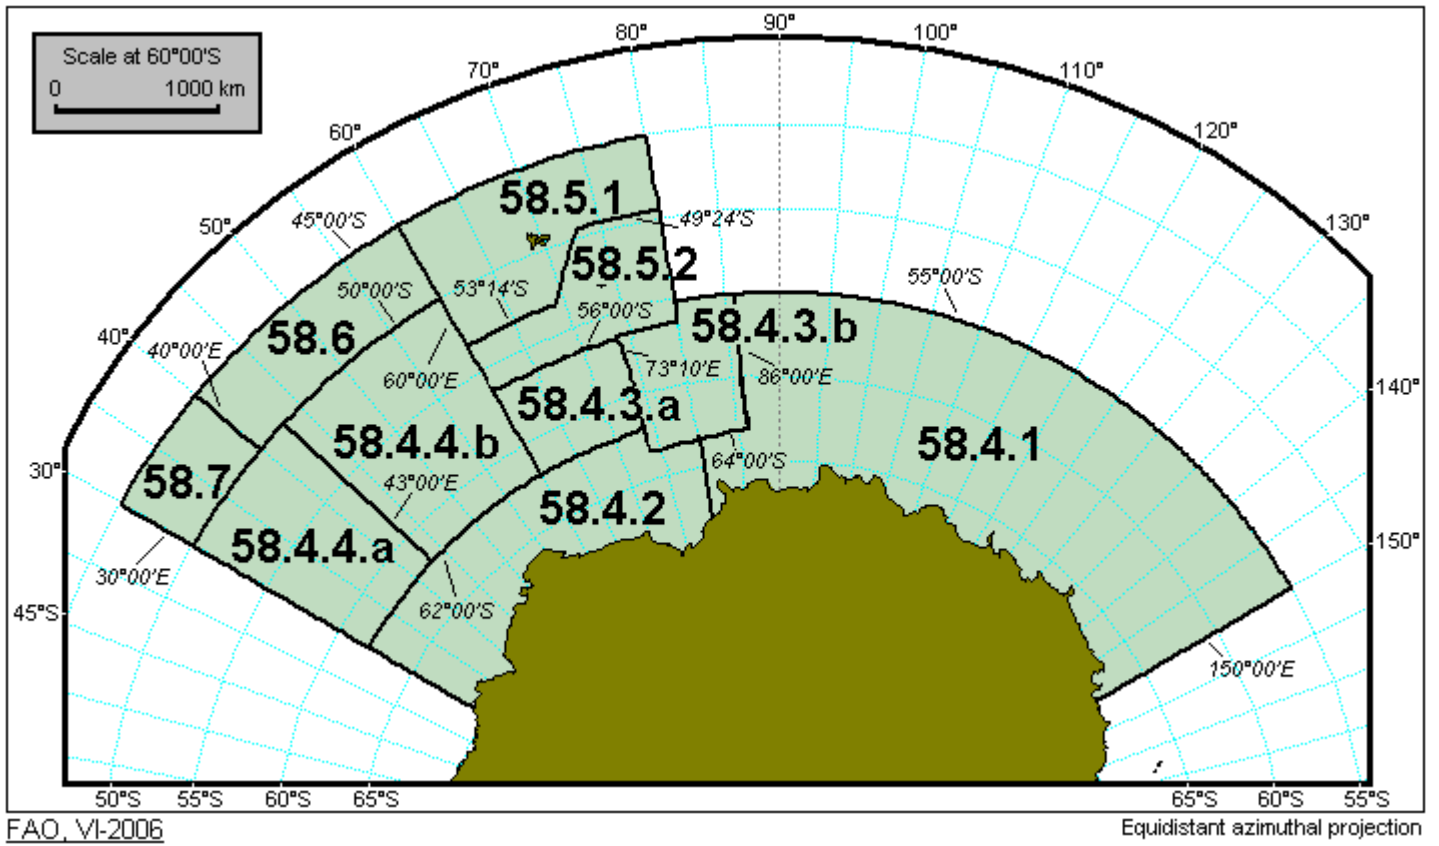 90°
80°
100°
70°
110°
Scale at 60°00'S
0 1000 km
60°
120°
50°
45°00'S
58.5.1
49°24'S
130°
58.5.2
55°00'S
50°00'S
53°14'S
56°00'S
40°
58.6
58.4.3.b
40°00'E
60°00'E
73°10'E
86°00'E
140°
58.4.3.a
58.4.4.b
58.4.1
30°
58.7
43°00'E
64°00'S
58.4.2
58.4.4.a
150°
30°00'E
62°00'S
45°S
150°00'E
50°S 55°S 60°S 65°S 65°S 60°S 55°S
FAO, VI-2006
Equidistant azimuthal projection